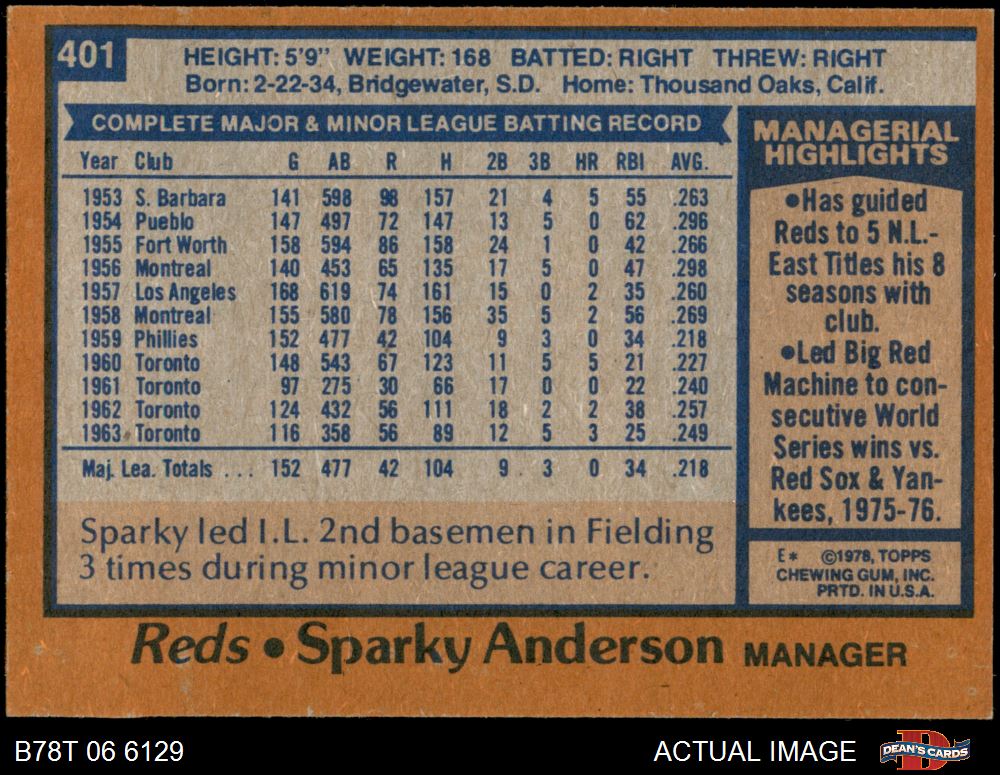 401
HEIGHT: 5'9" WEIGHT: 168 BATTED: RIGHT THREW: RIGHT
Born: 2-22-34, Bridgewater, S.D. Home: Thousand Oaks, Calif.
COMPLETE MAJOR & MINOR LEAGUE BATTING RECORD
Year Club G AB R H 2B 3B HR RBI AVG.
1953 S. Barbara 141 598 98 157 21 4 5 55 .263
1954 Pueblo 147 497 72 147 13 5 0 62 .296
1955 Fort Worth 158 594 86 158 24 1 0 42 .266
1956 Montreal 140 453 65 135 17 5 0 47 .298
1957 Los Angeles 168 619 74 161 15 0 2 35 .260
1958 Montreal 155 580 78 156 35 5 2 56 .269
1959 Phillies 152 477 42 104 9 3 0 34 .218
1960 Toronto 148 543 67 123 11 5 5 21 .227
1961 Toronto 97 275 30 66 17 0 0 22 .240
1962 Toronto 124 432 56 111 18 2 2 38 .257
1963 Toronto 116 358 56 89 12 5 3 25 .249
Maj. Lea. Totals ... 152 477 42 104 9 3 0 34 .218
Sparky led I.L. 2nd basemen in Fielding
3 times during minor league career.
MANAGERIAL
HIGHLIGHTS
•Has guided
Reds to 5 N.L.-
East Titles his 8
seasons with
club.
•Led Big Red
Machine to con-
secutive World
Series wins vs.
Red Sox & Yan-
kees, 1975-76.
E* ©1978, TOPPS
CHEWING GUM, INC.
PRTD. IN U.S.A.
Reds • Sparky Anderson MANAGER
B78T 06 6129
ACTUAL IMAGE
DEAN'S CARDS